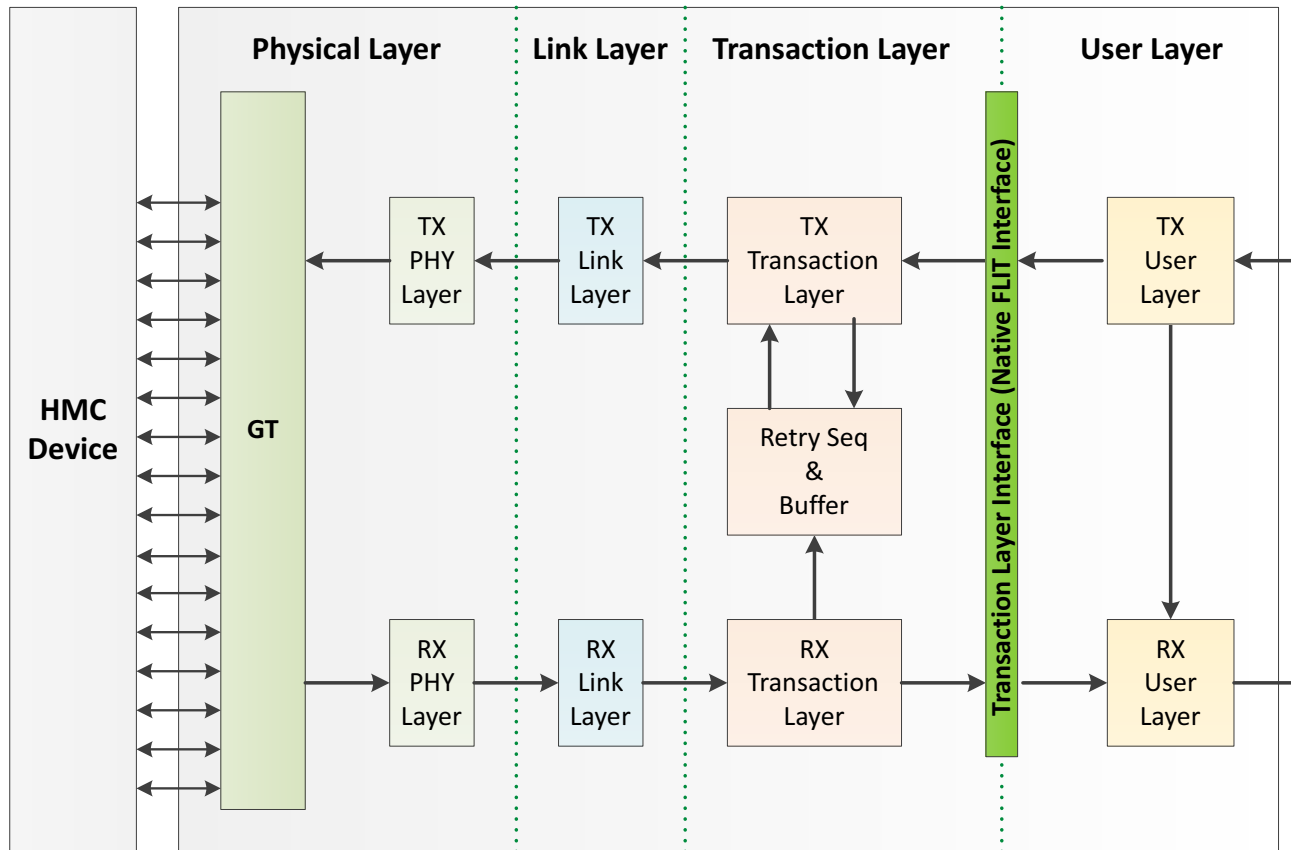 Physical Layer
Link Layer
Transaction Layer
User Layer
HMC
Device
GT
TX
PHY
Layer
TX
Link
Layer
TX
Transaction
Layer
Transaction Layer Interface (Native FLIT Interface)
TX
User
Layer
Retry Seq
&
Buffer
RX
PHY
Layer
RX
Link
Layer
RX
Transaction
Layer
RX
User
Layer